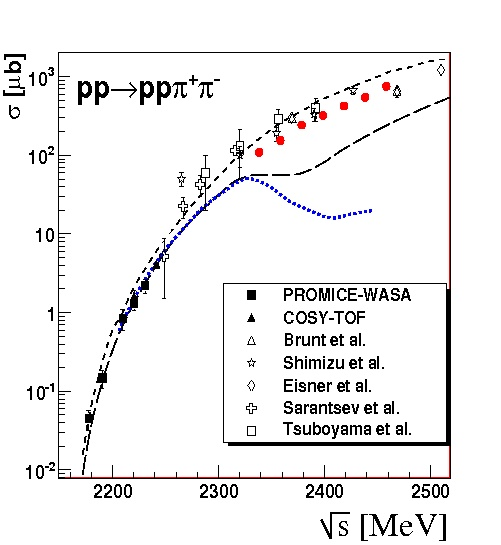 σ [μb]
pp→ppπ⁺π⁻
10³
10²
10
1
10⁻¹
10⁻²
PROMICE-WASA
COSY-TOF
Brunt et al.
Shimizu et al.
Eisner et al.
Sarantsev et al.
Tsuboyama et al.
2200 2300 2400 2500
√s [MeV]